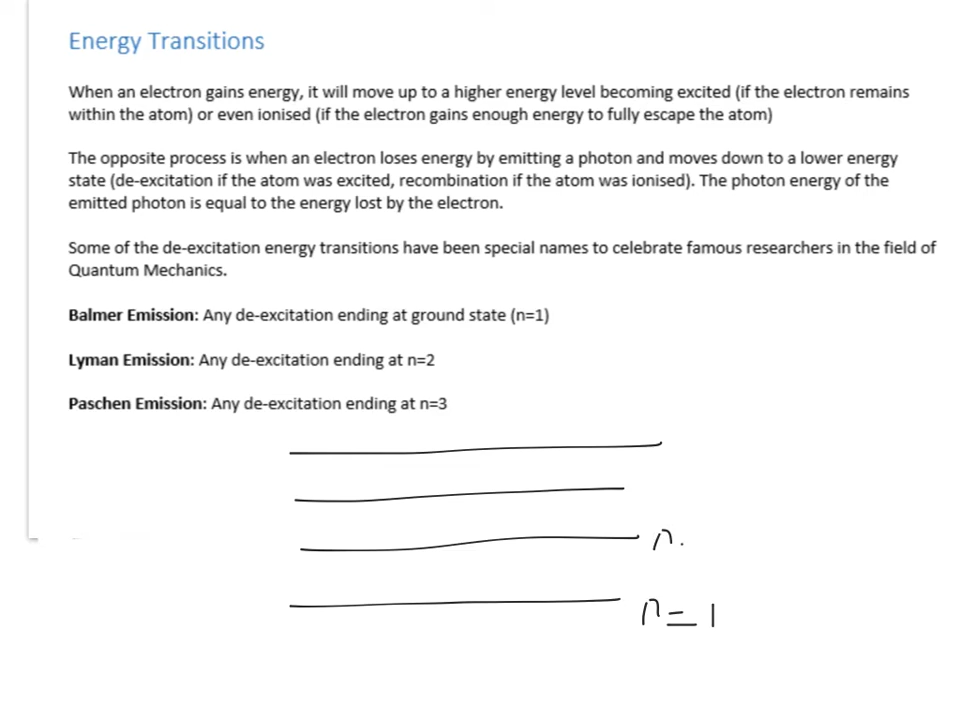 Energy Transitions
When an electron gains energy, it will move up to a higher energy level becoming excited (if the electron remains
within the atom) or even ionised (if the electron gains enough energy to fully escape the atom)
The opposite process is when an electron loses energy by emitting a photon and moves down to a lower energy
state (de-excitation if the atom was excited, recombination if the atom was ionised). The photon energy of the
emitted photon is equal to the energy lost by the electron.
Some of the de-excitation energy transitions have been special names to celebrate famous researchers in the field of
Quantum Mechanics.
Balmer Emission: Any de-excitation ending at ground state (n=1)
Lyman Emission: Any de-excitation ending at n=2
Paschen Emission: Any de-excitation ending at n=3
n.
n=1